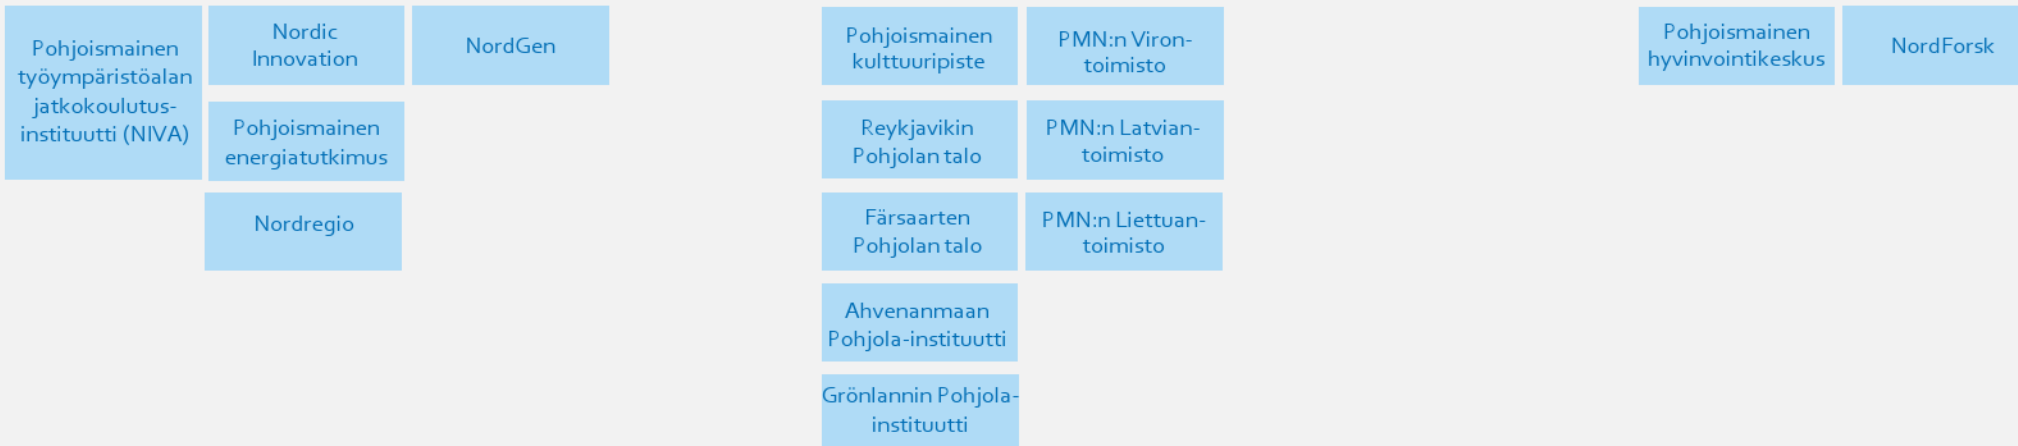 Pohjoismainen
työympäristöalan
jatkokoulutus-
instituutti (NIVA)
Nordic
Innovation
Pohjoismainen
energiatutkimus
Nordregio
NordGen
Pohjoismainen
kulttuuripiste
Reykjavikin
Pohjolan talo
Färsaarten
Pohjolan talo
Ahvenanmaan
Pohjola-instituutti
Grönlannin Pohjola-
instituutti
PMN:n Viron-
toimisto
PMN:n Latvian-
toimisto
PMN:n Liettuan-
toimisto
Pohjoismainen
hyvinvointikeskus
NordForsk